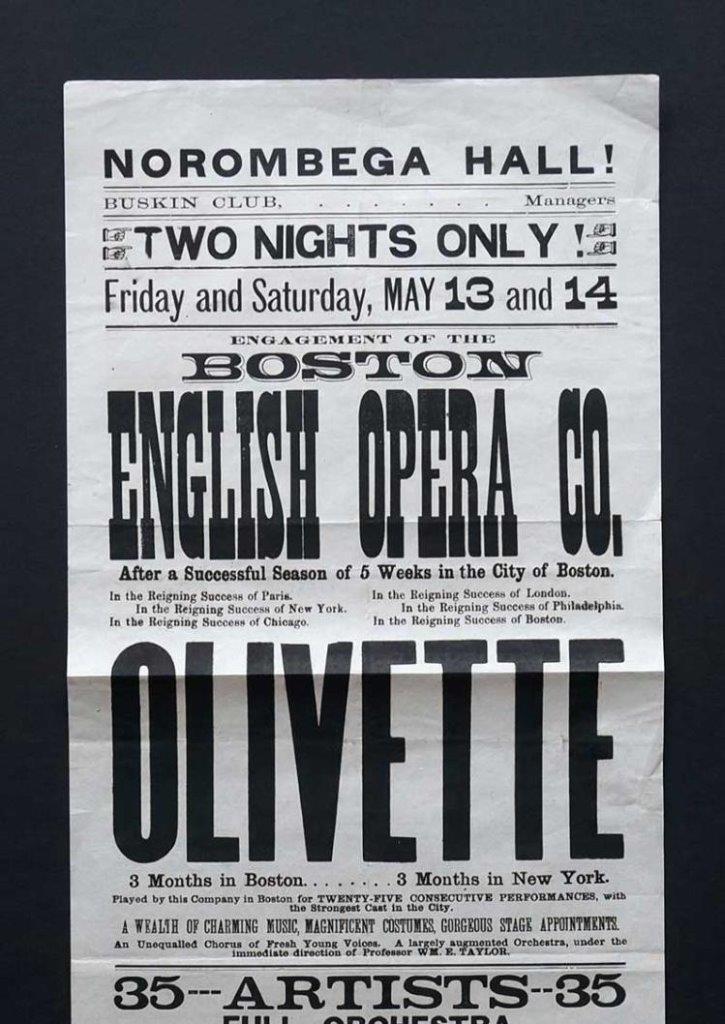 NOROMBEGA HALL!
BUSKIN CLUB, . . . . . . . Managers
TWO NIGHTS ONLY!
Friday and Saturday, MAY 13 and 14
ENGAGEMENT OF THE
BOSTON
ENGLISH OPERA CO.
After a Successful Season of 5 Weeks in the City of Boston.
In the Reigning Success of Paris.
In the Reigning Success of New York.
In the Reigning Success of Chicago.
In the Reigning Success of London.
In the Reigning Success of Philadelphia.
In the Reigning Success of Boston.
OLIVETTE
3 Months in Boston........3 Months in New York.
Played by this Company in Boston for TWENTY-FIVE CONSECUTIVE PERFORMANCES, with
the Strongest Cast in the City.
A WEALTH OF CHARMING MUSIC, MAGNIFICENT COSTUMES, GORGEOUS STAGE APPOINTMENTS.
An Unequalled Chorus of Fresh Young Voices. A largely augmented Orchestra, under the
immediate direction of Professor WM. E. TAYLOR.
35---ARTISTS--35
FULL ORCHESTRA